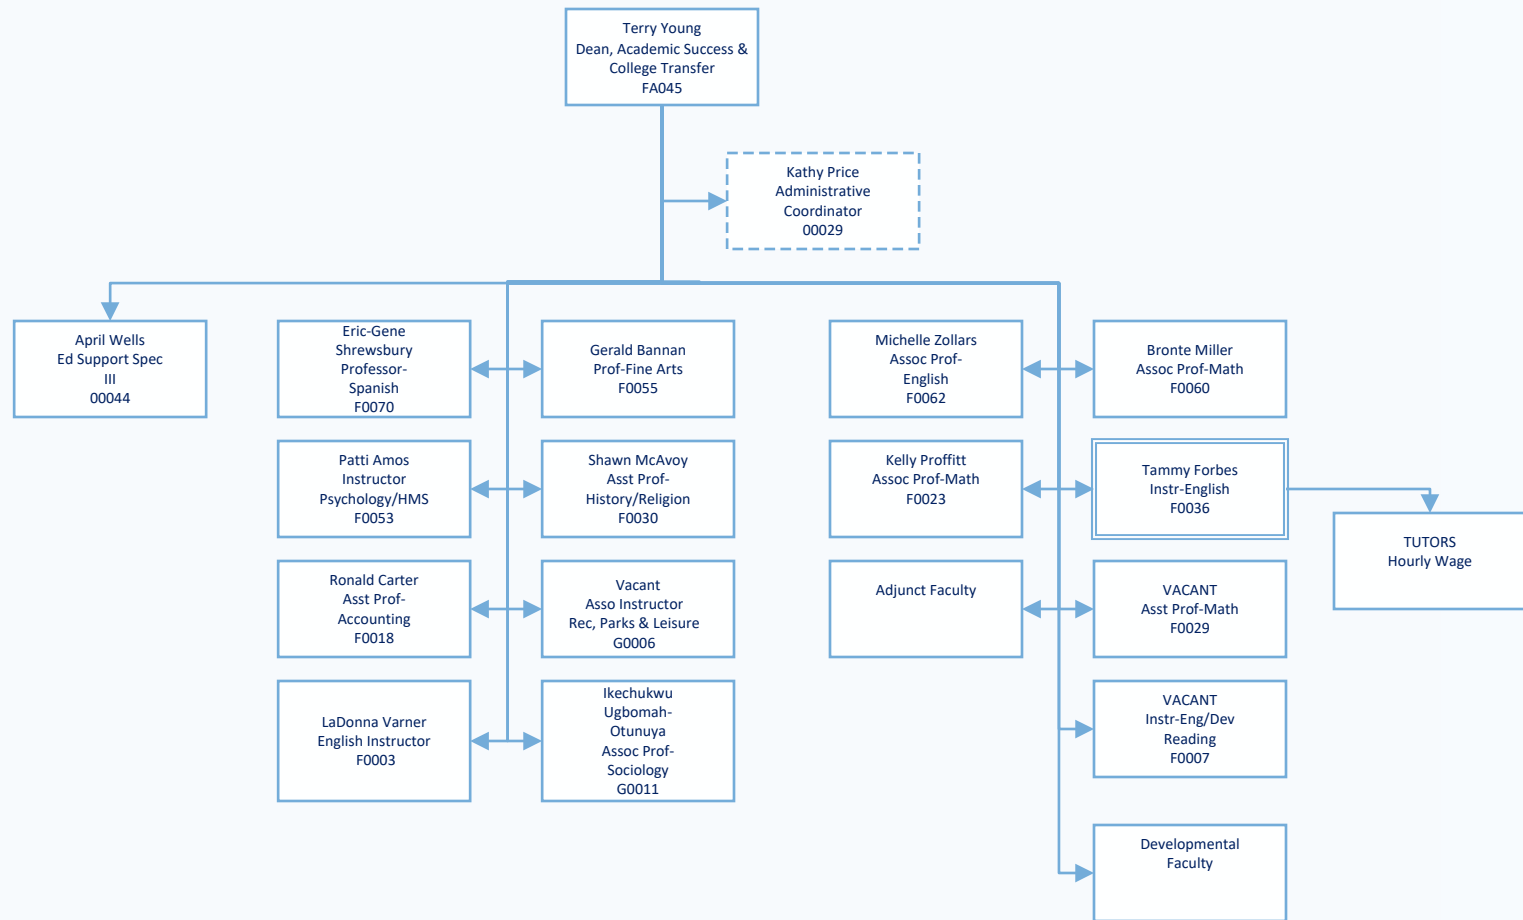 Terry Young
Dean, Academic Success &
College Transfer
FA045
Kathy Price
Administrative
Coordinator
00029
April Wells
Ed Support Spec
III
00044
Eric-Gene
Shrewsbury
Professor-
Spanish
F0070
Gerald Bannan
Prof-Fine Arts
F0055
Michelle Zollars
Assoc Prof-
English
F0062
Bronte Miller
Assoc Prof-Math
F0060
Patti Amos
Instructor
Psychology/HMS
F0053
Shawn McAvoy
Asst Prof-
History/Religion
F0030
Kelly Proffitt
Assoc Prof-Math
F0023
Tammy Forbes
Instr-English
F0036
TUTORS
Hourly Wage
Ronald Carter
Asst Prof-
Accounting
F0018
Vacant
Asso Instructor
Rec, Parks & Leisure
G0006
Adjunct Faculty
VACANT
Asst Prof-Math
F0029
LaDonna Varner
English Instructor
F0003
Ikechukwu
Ugbomah-
Otunuya
Assoc Prof-
Sociology
G0011
VACANT
Instr-Eng/Dev
Reading
F0007
Developmental
Faculty